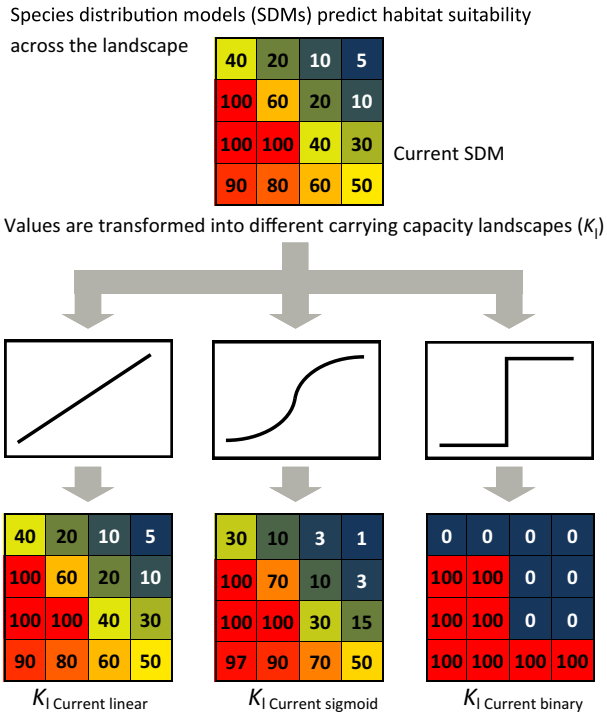 Species distribution models (SDMs) predict habitat suitability
across the landscape
40 20 10 5
100 60 20 10
100 100 40 30
90 80 60 50
Current SDM
Values are transformed into different carrying capacity landscapes (Kl)
40 20 10 5
100 60 20 10
100 100 40 30
90 80 60 50
Kl Current linear
30 10 3 1
100 70 10 3
100 100 30 15
97 90 70 50
Kl Current sigmoid
0 0 0 0
100 100 0 0
100 100 0 0
100 100 100 100
Kl Current binary